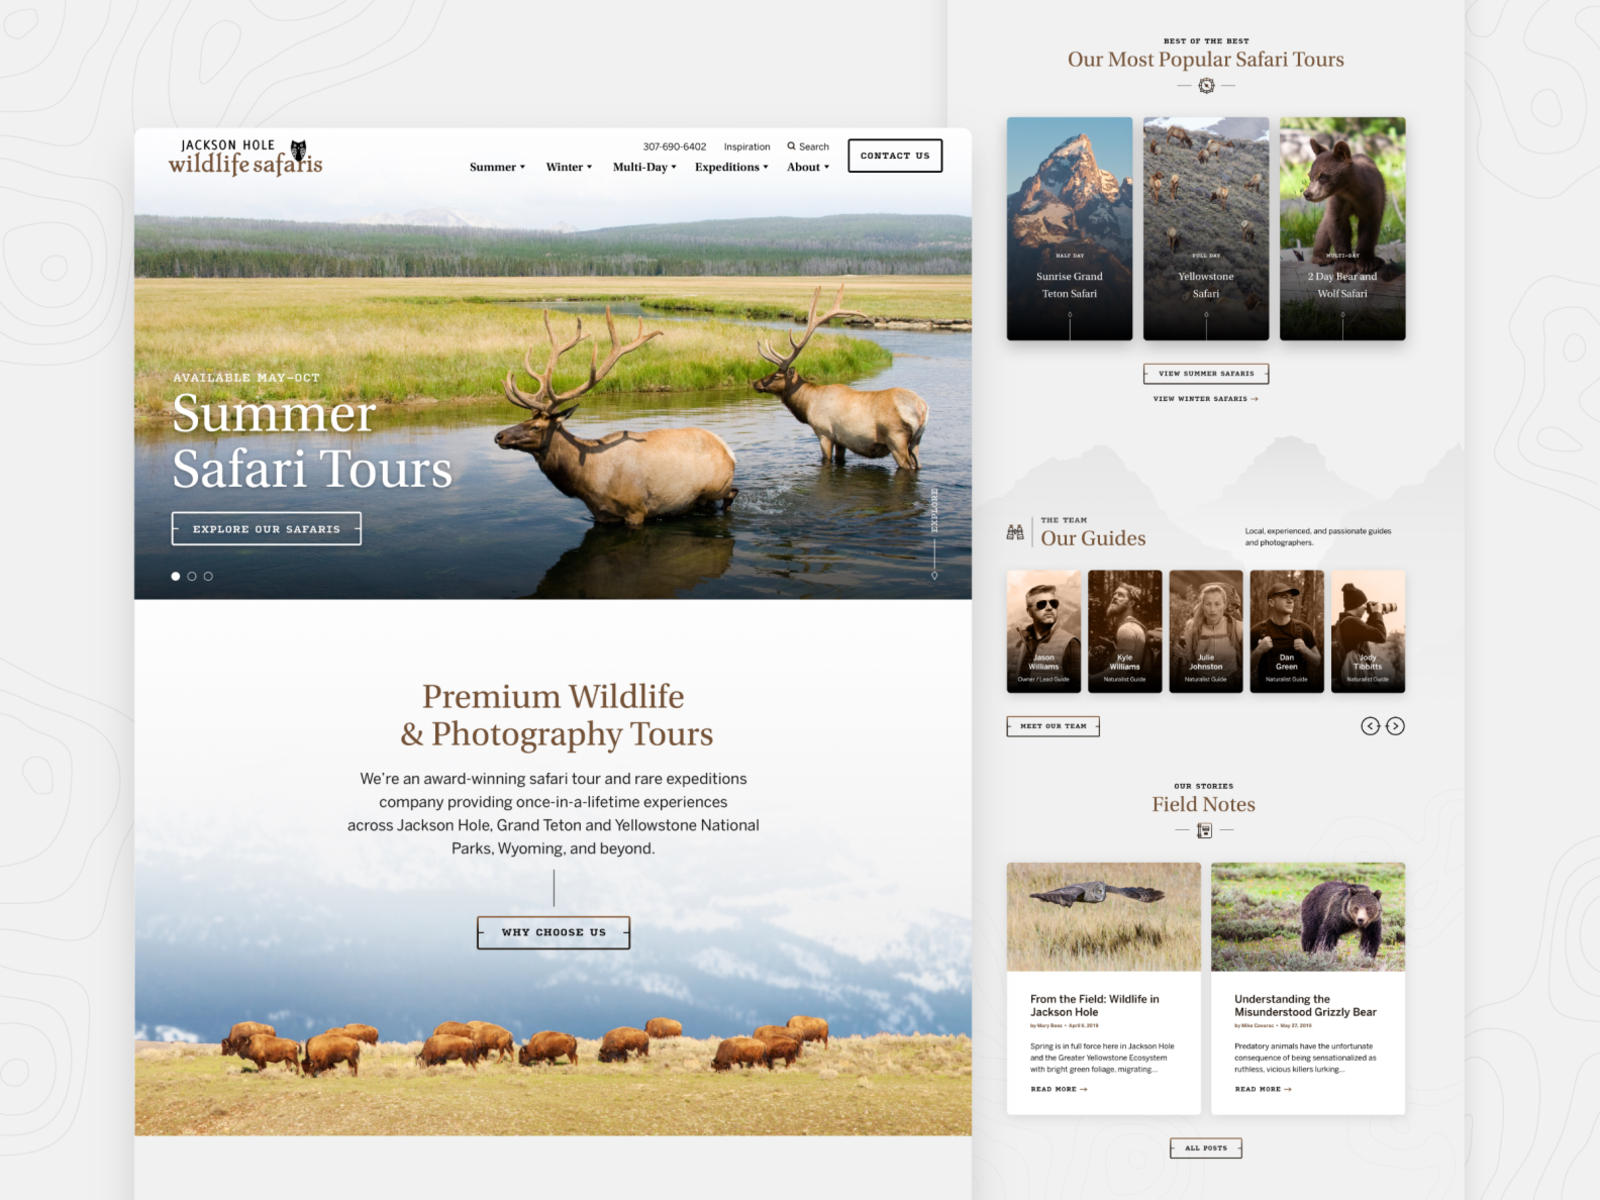 JACKSON HOLE
wildlife safaris
307-690-6402
Inspiration
Search
Summer
Winter
Multi-Day
Expeditions
About
CONTACT US
AVAILABLE MAY–OCT
Summer
Safari Tours
EXPLORE OUR SAFARIS
EXPLORE
Premium Wildlife
& Photography Tours
We’re an award-winning safari tour and rare expeditions
company providing once-in-a-lifetime experiences
across Jackson Hole, Grand Teton and Yellowstone National
Parks, Wyoming, and beyond.
WHY CHOOSE US
BEST OF THE BEST
Our Most Popular Safari Tours
HALF DAY
Sunrise Grand
Teton Safari
FULL DAY
Yellowstone
Safari
MULTI-DAY
2 Day Bear and
Wolf Safari
VIEW SUMMER SAFARIS
VIEW WINTER SAFARIS →
THE TEAM
Our Guides
Local, experienced, and passionate guides
and photographers.
Jason
Williams
Owner / Lead Guide
Kyle
Williams
Naturalist Guide
Julie
Johnston
Naturalist Guide
Dan
Green
Naturalist Guide
Jody
Tibbitts
Naturalist Guide
MEET OUR TEAM
OUR STORIES
Field Notes
From the Field: Wildlife in
Jackson Hole
by Mary Bess • April 6, 2019
Spring is in full force here in Jackson Hole
and the Greater Yellowstone Ecosystem
with bright green foliage, migrating...
READ MORE →
Understanding the
Misunderstood Grizzly Bear
by Mike Cavaroc • May 27, 2019
Predatory animals have the unfortunate
consequence of being sensationalized as
ruthless, vicious killers lurking...
READ MORE →
ALL POSTS